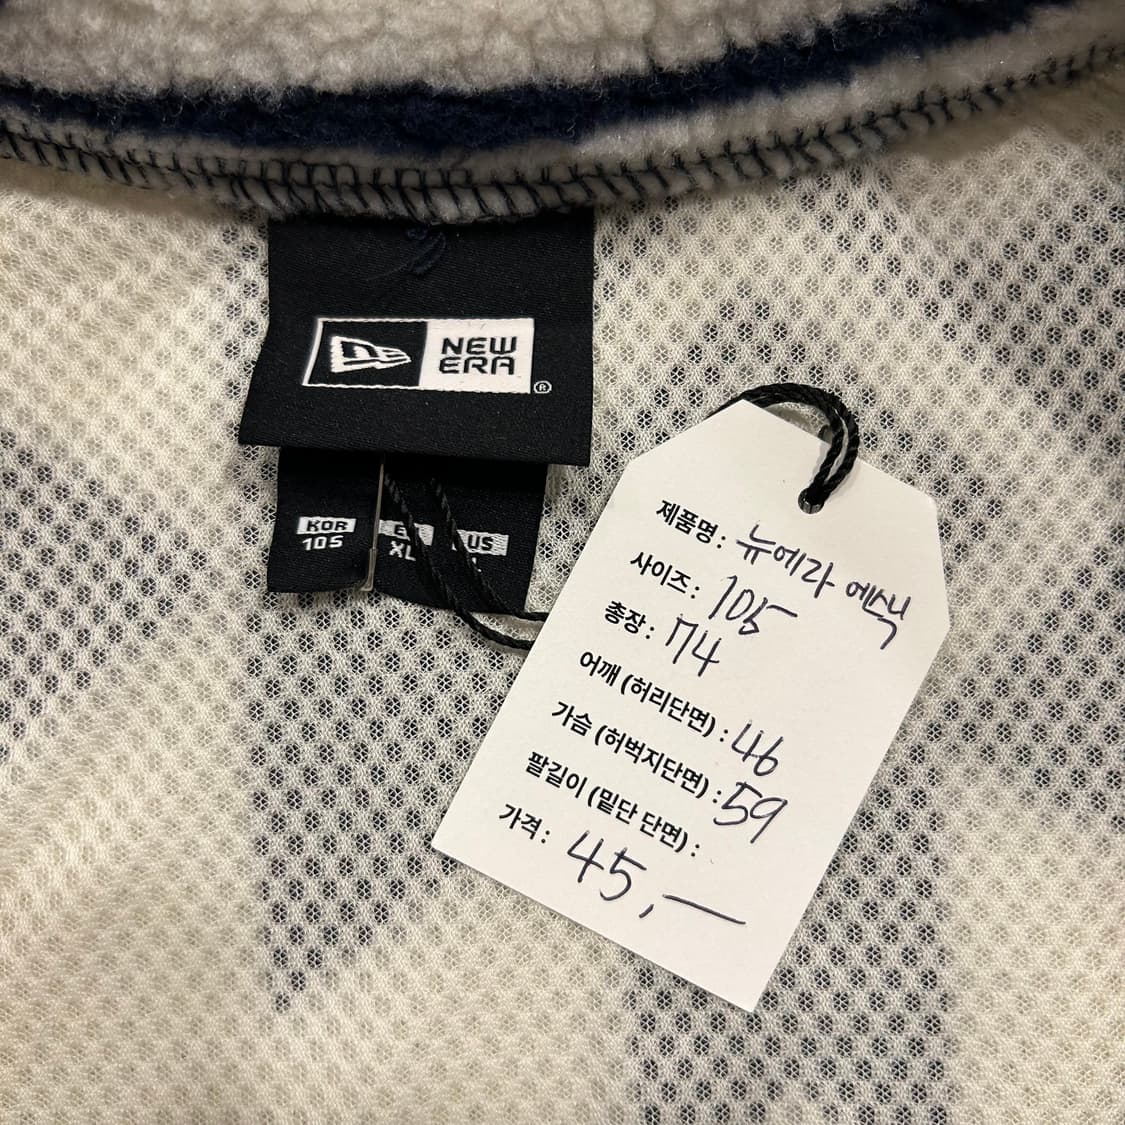 NEW
ERA
®
KOR
105
XL
US
제품명: 뉴에라 에스닉
사이즈: 105
총장: 74
어깨 (허리단면) : 46
가슴 (허벅지단면) : 59
팔길이 (밑단 단면) :
가격: 45,—